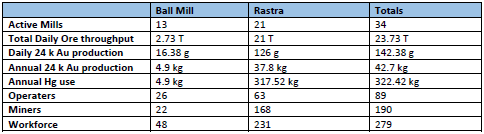 Ball Mill Rastra Totals
Active Mills 13 21 34
Total Daily Ore throughput 2.73 T 21 T 23.73 T
Daily 24 k Au production 16.38 g 126 g 142.38 g
Annual 24 k Au production 4.9 kg 37.8 kg 42.7 kg
Annual Hg use 4.9 kg 317.52 kg 322.42 kg
Operaters 26 63 89
Miners 22 168 190
Workforce 48 231 279